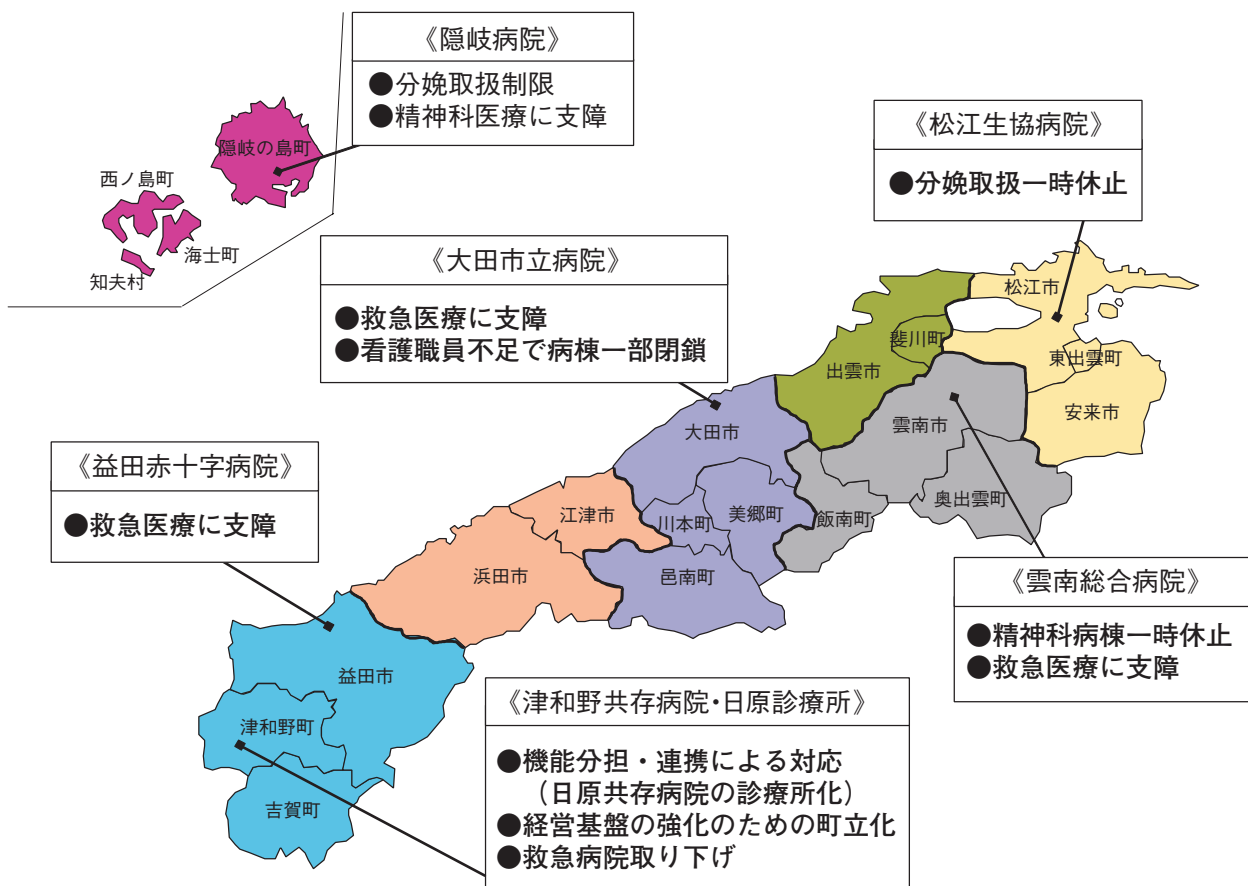 《隠岐病院》
●分娩取扱制限
●精神科医療に支障
隠岐の島町
西ノ島町
海士町
知夫村
《松江生協病院》
●分娩取扱一時休止
《大田市立病院》
●救急医療に支障
●看護職員不足で病棟一部閉鎖
松江市
斐川町
東出雲町
出雲市
安来市
雲南市
大田市
奥出雲町
飯南町
美郷町
川本町
江津市
邑南町
浜田市
《益田赤十字病院》
●救急医療に支障
《雲南総合病院》
●精神科病棟一時休止
●救急医療に支障
益田市
津和野町
吉賀町
《津和野共存病院・日原診療所》
●機能分担・連携による対応
（日原共存病院の診療所化）
●経営基盤の強化のための町立化
●救急病院取り下げ